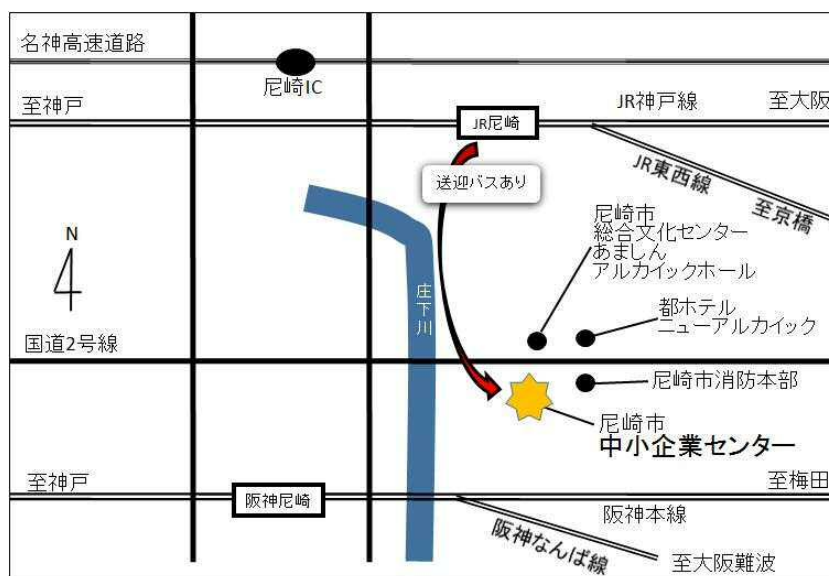 名神高速道路
尼崎IC
至神戸
JR尼崎
JR神戸線
至大阪
JR東西線
至京橋
送迎バスあり
尼崎市
総合文化センター
あましん
アルカイックホール
N
庄下川
都ホテル
ニューアルカイック
国道2号線
尼崎市消防本部
尼崎市
中小企業センター
至神戸
阪神尼崎
至梅田
阪神本線
阪神なんば線
至大阪難波